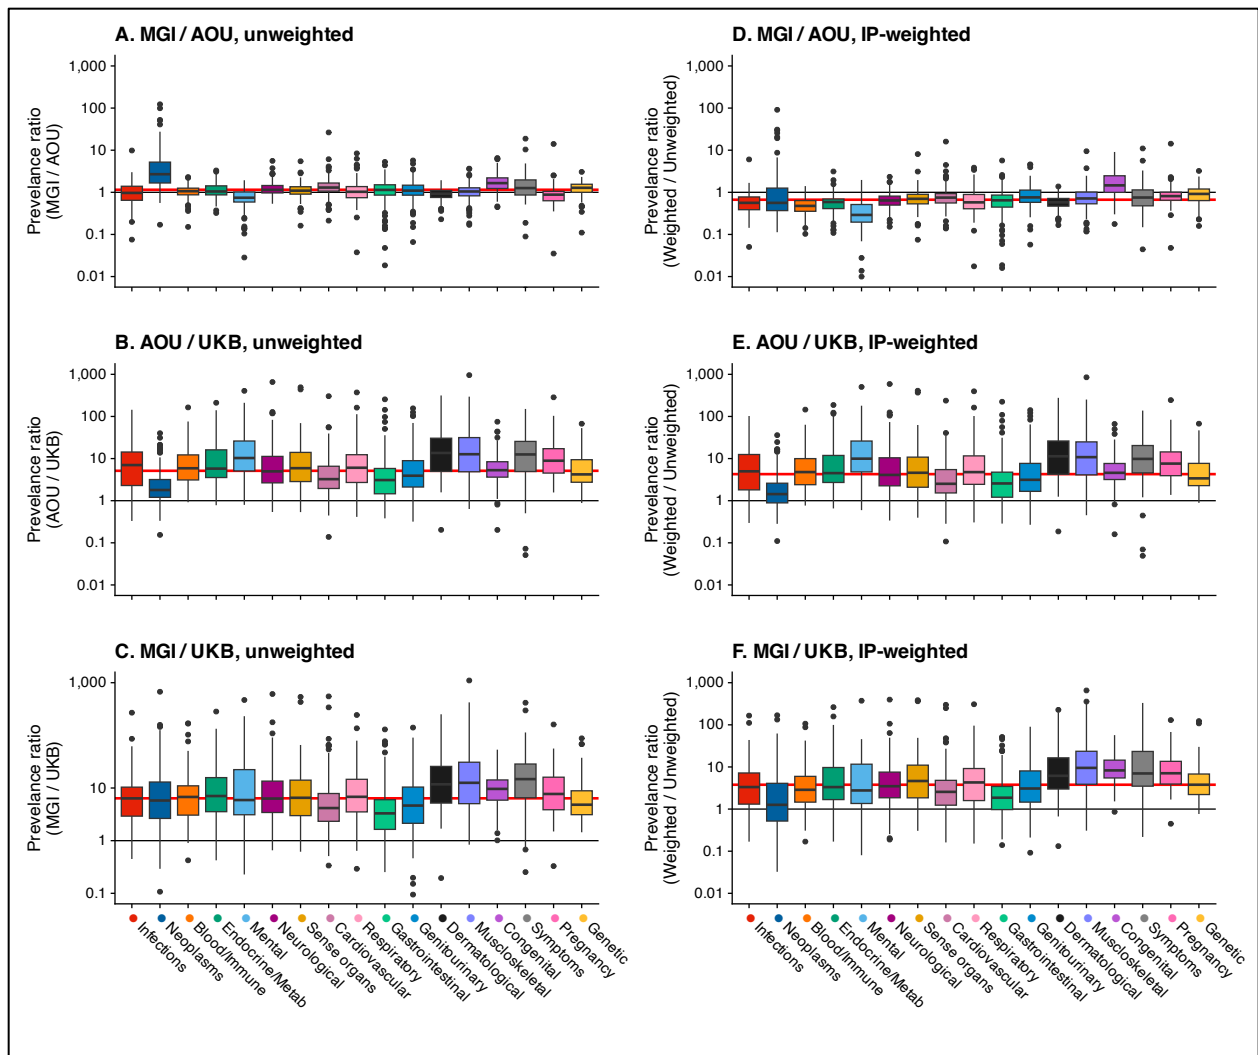 A. MGI / AOU, unweighted
Prevelance ratio
(MGI / AOU)
1,000
100
10
1
0.1
0.01
D. MGI / AOU, IP-weighted
Prevelance ratio
(Weighted / Unweighted)
1,000
100
10
1
0.1
0.01
B. AOU / UKB, unweighted
Prevelance ratio
(AOU / UKB)
1,000
100
10
1
0.1
0.01
E. AOU / UKB, IP-weighted
Prevelance ratio
(Weighted / Unweighted)
1,000
100
10
1
0.1
0.01
C. MGI / UKB, unweighted
Prevelance ratio
(MGI / UKB)
1,000
10
1
0.1
F. MGI / UKB, IP-weighted
Prevelance ratio
(Weighted / Unweighted)
1,000
100
10
1
0.1
0.01
Infections
Neoplasms
Blood/Immune
Endocrine/Metab
Mental
Neurological
Sense organs
Cardiovascular
Respiratory
Gastrointestinal
Genitourinary
Dermatological
Muscloskeletal
Congenital
Symptoms
Pregnancy
Genetic
Infections
Neoplasms
Blood/Immune
Endocrine/Metab
Mental
Neurological
Sense organs
Cardiovascular
Respiratory
Gastrointestinal
Genitourinary
Dermatological
Muscloskeletal
Congenital
Symptoms
Pregnancy
Genetic